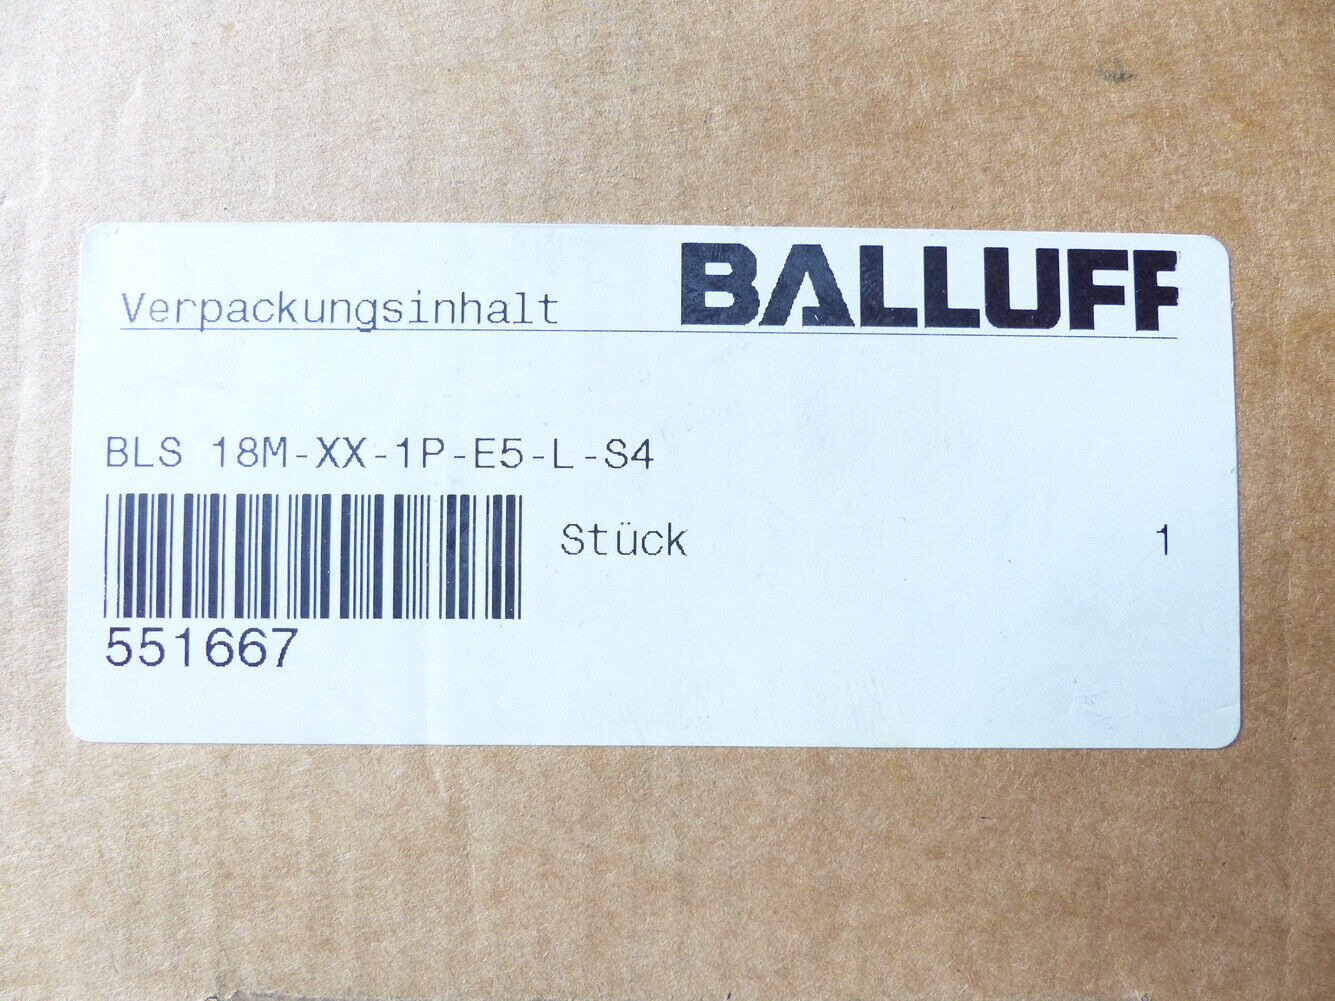 Verpackungsinhalt BALLUFF
BLS 18M-XX-1P-E5-L-S4
Stück 1
551667